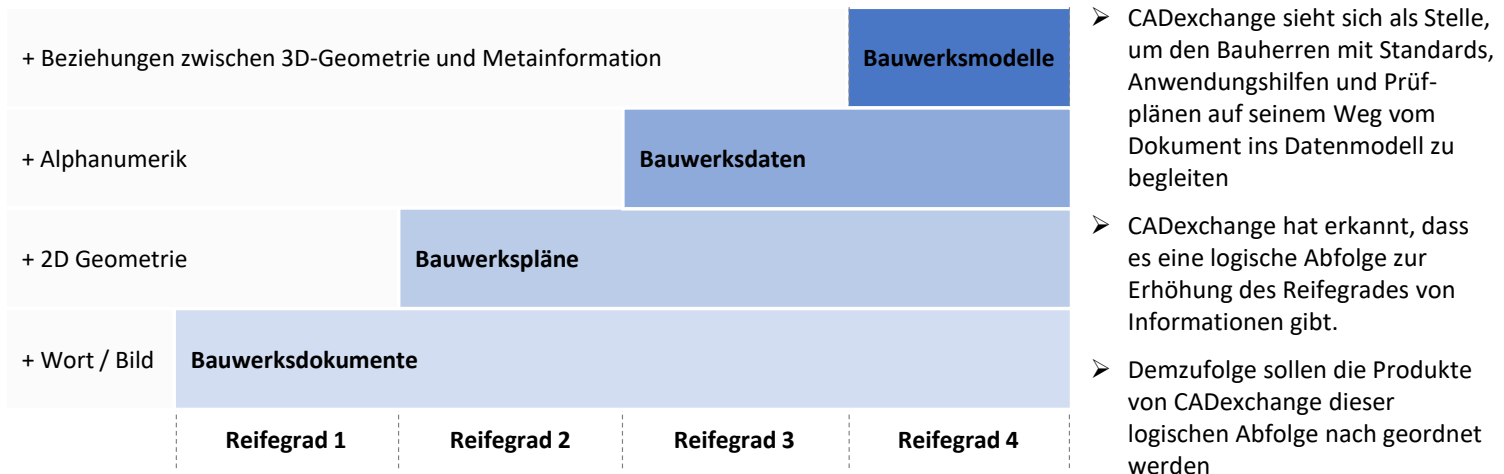 + Beziehungen zwischen 3D-Geometrie und Metainformation
Bauwerksmodelle
+ Alphanumerik
Bauwerksdaten
+ 2D Geometrie
Bauwerkspläne
+ Wort / Bild
Bauwerksdokumente
Reifegrad 1
Reifegrad 2
Reifegrad 3
Reifegrad 4
➢ CADexchange sieht sich als Stelle,
um den Bauherren mit Standards,
Anwendungshilfen und Prüf-
plänen auf seinem Weg vom
Dokument ins Datenmodell zu
begleiten
➢ CADexchange hat erkannt, dass
es eine logische Abfolge zur
Erhöhung des Reifegrades von
Informationen gibt.
➢ Demzufolge sollen die Produkte
von CADexchange dieser
logischen Abfolge nach geordnet
werden